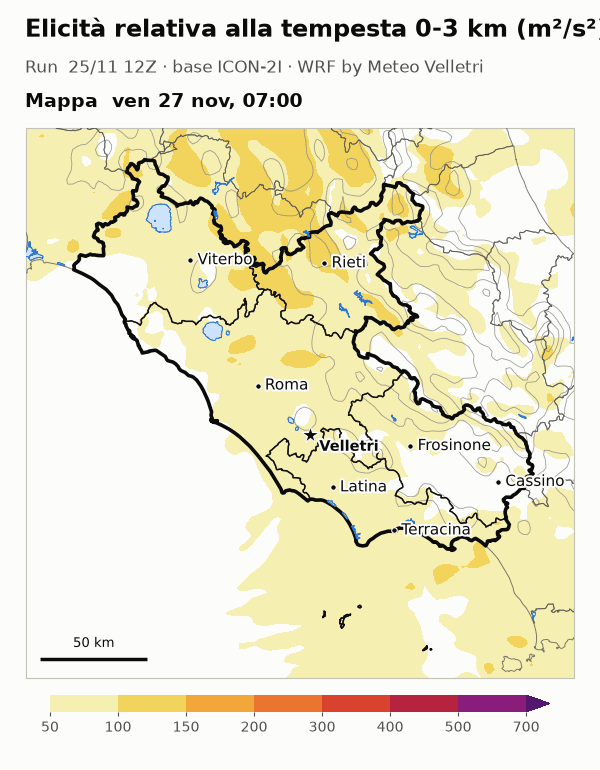 Elicità relativa alla tempesta 0-3 km (m²/s²)
Run  25/11 12Z · base ICON-2I · WRF by Meteo Velletri
Mappa  ven 27 nov, 07:00
Viterbo
Rieti
Roma
Velletri
Frosinone
Cassino
Latina
Terracina
50 km
50 100 150 200 300 400 500 700